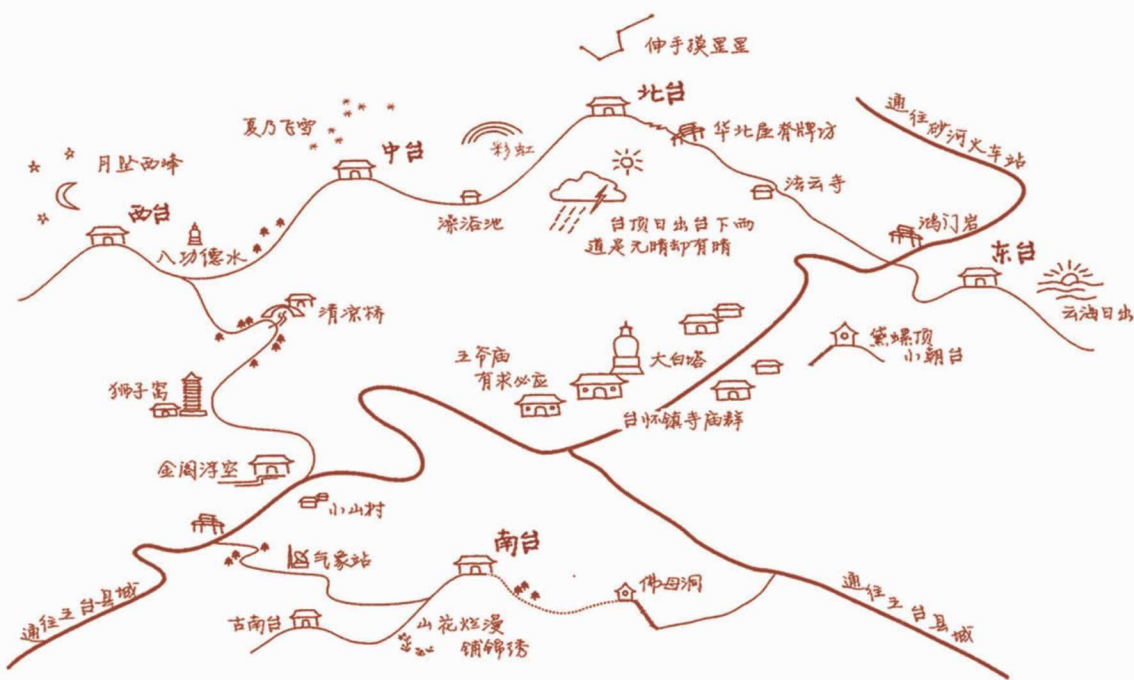 伸手摸星星
北台
通往砂河火车站
夏乃飞雪
中台
彩虹
华北屋脊牌坊
月坠西峰
西台
澡浴池
法云寺
台顶日出台下雨
道是无晴却有晴
鸿门岩
东台
八功德水
云海日出
清凉桥
黛螺顶
小朝台
五爷庙
有求必应
大白塔
狮子窝
台怀镇寺庙群
金阁浮空
小山村
南台
气象站
佛母洞
通往五台县城
古南台
山花烂漫
铺锦绣
通往五台县城